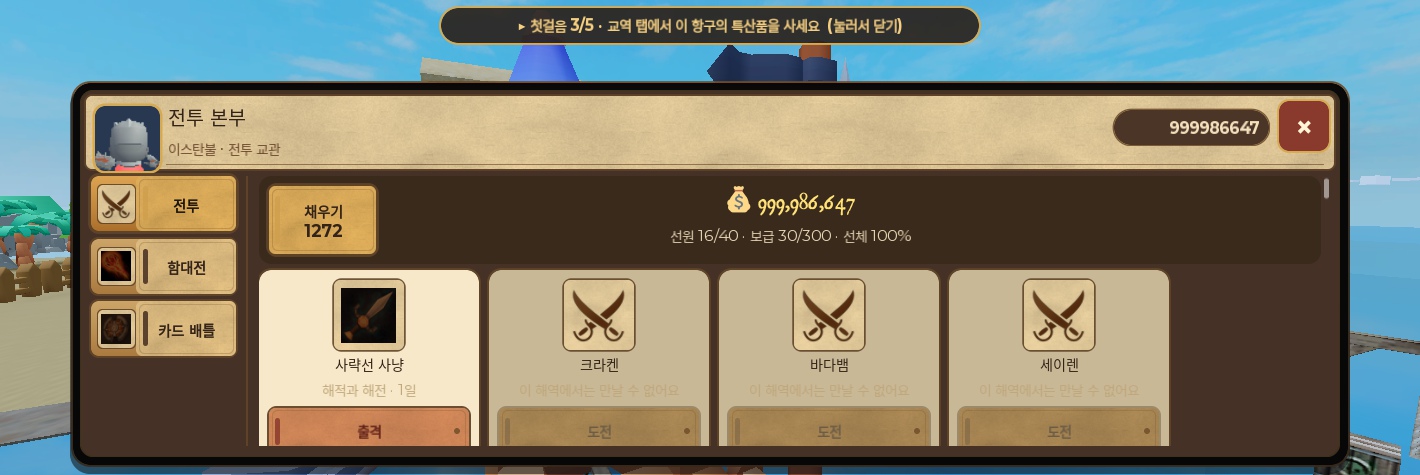 ▸ 첫걸음 3/5 · 교역 탭에서 이 항구의 특산품을 사세요 (눌러서 닫기)
전투 본부
이스탄불 · 전투 교관
999986647
×
전투
함대전
카드 배틀
채우기
1272
999,986,647
선원 16/40 · 보급 30/300 · 선체 100%
사략선 사냥
해적과 해전 · 1일
출격
크라켄
이 해역에서는 만날 수 없어요
도전
바다뱀
이 해역에서는 만날 수 없어요
도전
세이렌
이 해역에서는 만날 수 없어요
도전